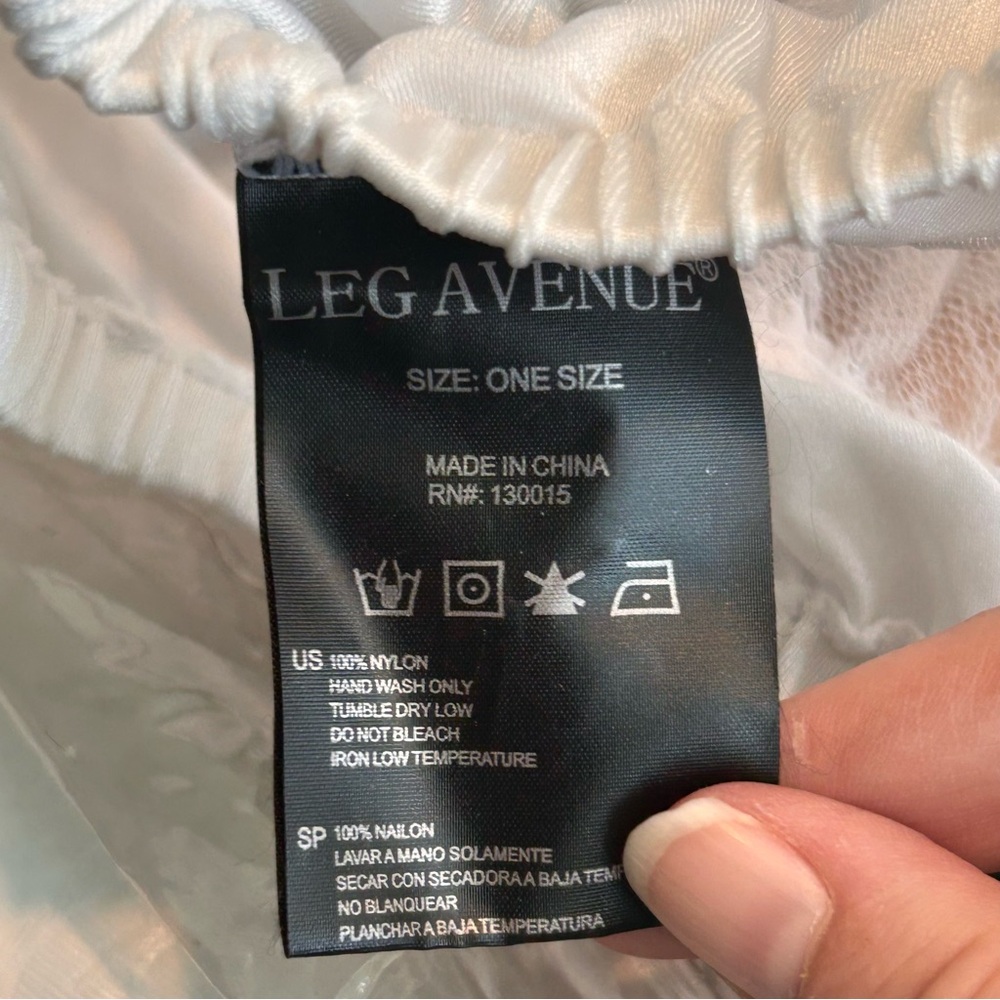 LEG AVENUE®
SIZE: ONE SIZE
MADE IN CHINA
RN#: 130015
US 100% NYLON
HAND WASH ONLY
TUMBLE DRY LOW
DO NOT BLEACH
IRON LOW TEMPERATURE
SP 100% NAILON
LAVAR A MANO SOLAMENTE
SECAR CON SECADORA A BAJA
NO BLANQUEAR
PLANCHAR A BAJA TEMPERATURA